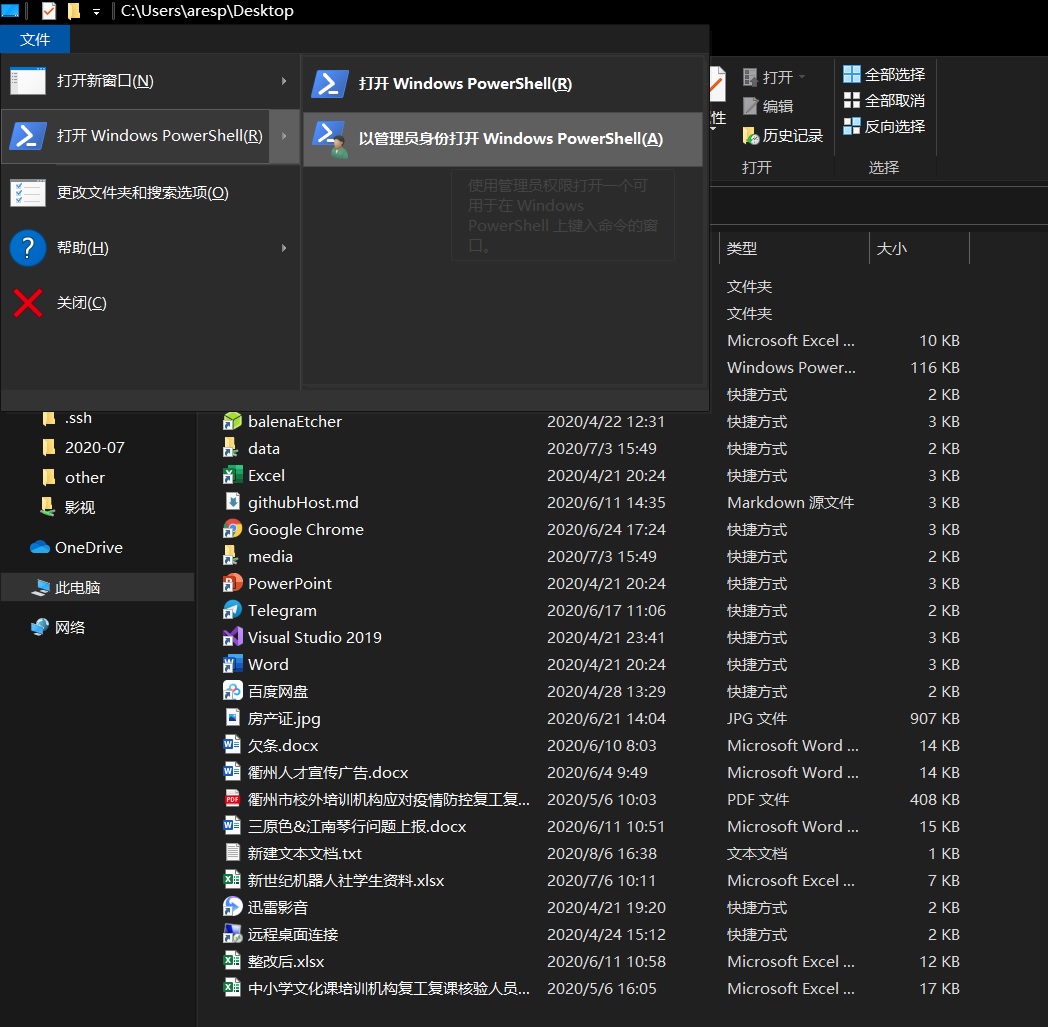 C:\Users\aresp\Desktop
文件
打开新窗口(N)
打开 Windows PowerShell(R)
更改文件夹和搜索选项(O)
帮助(H)
关闭(C)
打开 Windows PowerShell(R)
以管理员身份打开 Windows PowerShell(A)
使用管理员权限打开一个可
用于在 Windows
PowerShell 上键入命令的窗
口。
性
打开
编辑
历史记录
打开
全部选择
全部取消
反向选择
选择
类型 大小
文件夹
文件夹
Microsoft Excel ... 10 KB
Windows Power... 116 KB
快捷方式 2 KB
.ssh
2020-07
other
影视
OneDrive
此电脑
网络
balenaEtcher 2020/4/22 12:31 快捷方式 3 KB
data 2020/7/3 15:49 快捷方式 2 KB
Excel 2020/4/21 20:24 快捷方式 3 KB
githubHost.md 2020/6/11 14:35 Markdown 源文件 3 KB
Google Chrome 2020/6/24 17:24 快捷方式 3 KB
media 2020/7/3 15:49 快捷方式 2 KB
PowerPoint 2020/4/21 20:24 快捷方式 3 KB
Telegram 2020/6/17 11:06 快捷方式 2 KB
Visual Studio 2019 2020/4/21 23:41 快捷方式 3 KB
Word 2020/4/21 20:24 快捷方式 3 KB
百度网盘 2020/4/28 13:29 快捷方式 2 KB
房产证.jpg 2020/6/21 14:04 JPG 文件 907 KB
欠条.docx 2020/6/10 8:03 Microsoft Word ... 14 KB
衢州人才宣传广告.docx 2020/6/4 9:49 Microsoft Word ... 14 KB
衢州市校外培训机构应对疫情防控复工复... 2020/5/6 10:03 PDF 文件 408 KB
三原色&江南琴行问题上报.docx 2020/6/11 10:51 Microsoft Word ... 15 KB
新建文本文档.txt 2020/8/6 16:38 文本文档 1 KB
新世纪机器人社学生资料.xlsx 2020/7/6 10:11 Microsoft Excel ... 7 KB
迅雷影音 2020/4/21 19:20 快捷方式 2 KB
远程桌面连接 2020/4/24 15:12 快捷方式 2 KB
整改后.xlsx 2020/6/11 10:58 Microsoft Excel ... 12 KB
中小学文化课培训机构复工复课核验人员... 2020/5/6 16:05 Microsoft Excel ... 17 KB